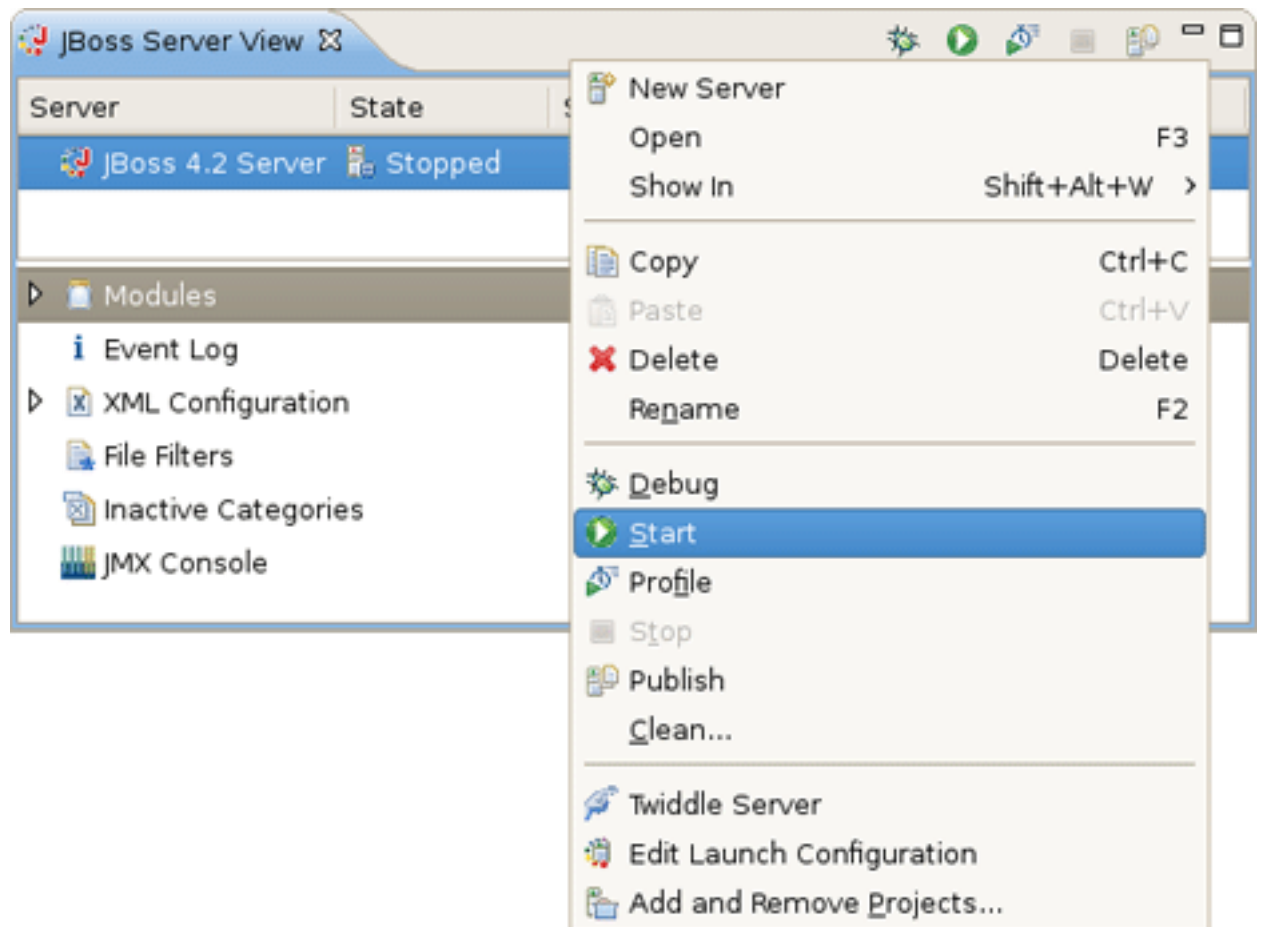 JBoss Server View
Server State
JBoss 4.2 Server Stopped
Modules
Event Log
XML Configuration
File Filters
Inactive Categories
JMX Console
New Server
Open F3
Show In Shift+Alt+W >
Copy Ctrl+C
Paste Ctrl+V
Delete Delete
Rename F2
Debug
Start
Profile
Stop
Publish
Clean...
Twiddle Server
Edit Launch Configuration
Add and Remove Projects...